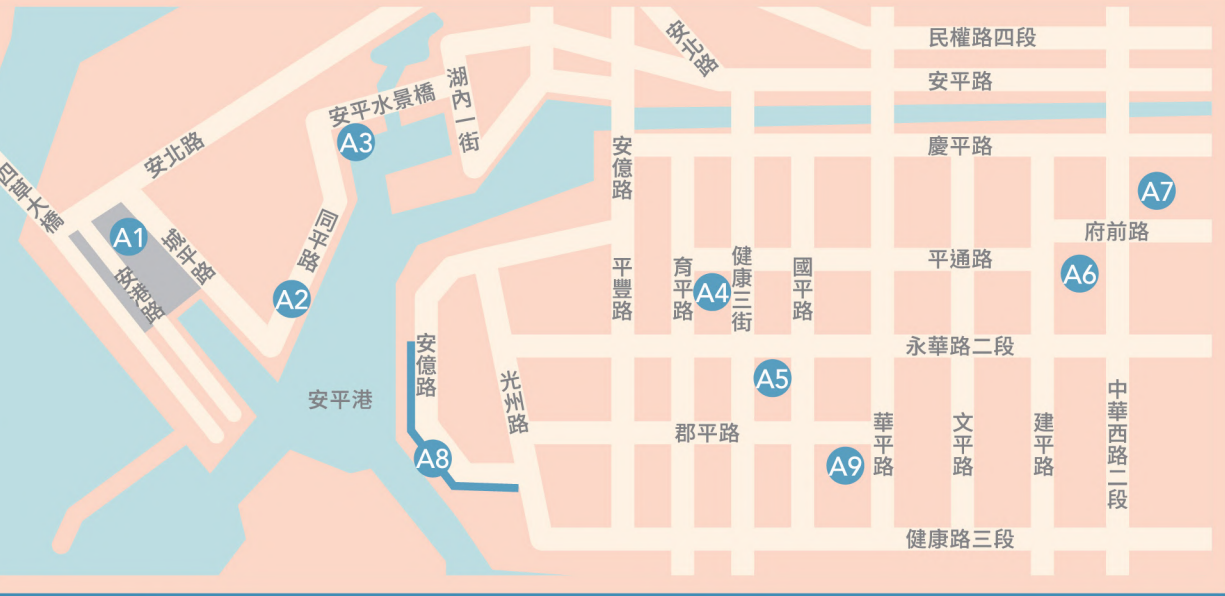 民權路四段
安北路
安平路
湖內一街
安平水景橋
A3
安北路
慶平路
安億路
A7
四草大橋
A1
城平路
同平路
府前路
平通路
A6
安港路
A2
平豐路
育平路
A4
健康三街
國平路
永華路二段
安億路
A5
安平港
光州路
中華西路二段
郡平路
A8
A9
華平路
文平路
建平路
健康路三段